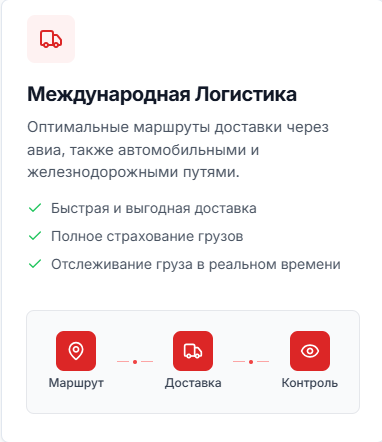 Международная Логистика
Оптимальные маршруты доставки через
авиа, также автомобильными и
железнодорожными путями.
Быстрая и выгодная доставка
Полное страхование грузов
Отслеживание груза в реальном времени
Маршрут Доставка Контроль